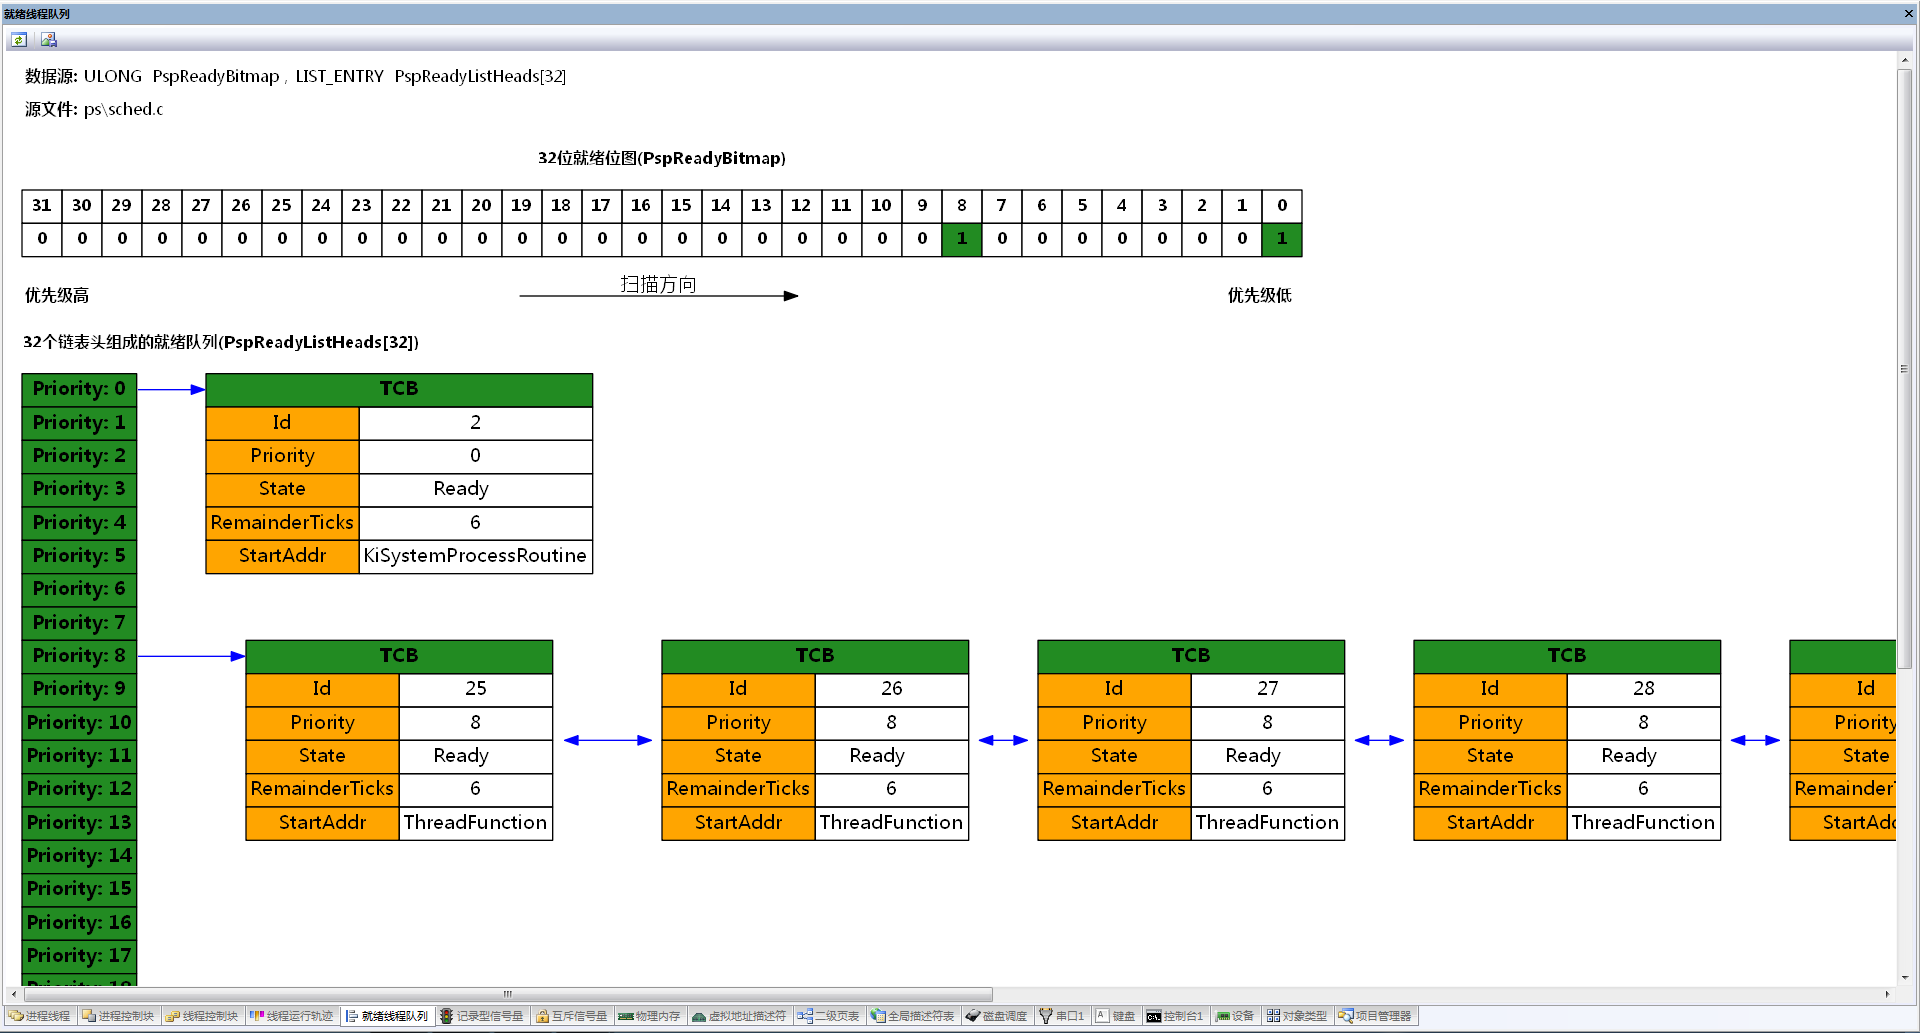 就绪线程队列
数据源: ULONG PspReadyBitmap , LIST_ENTRY PspReadyListHeads[32]
源文件: ps\sched.c
32位就绪位图(PspReadyBitmap)
31 30 29 28 27 26 25 24 23 22 21 20 19 18 17 16 15 14 13 12 11 10 9 8 7 6 5 4 3 2 1 0
0 0 0 0 0 0 0 0 0 0 0 0 0 0 0 0 0 0 0 0 0 0 0 1 0 0 0 0 0 0 0 1
扫描方向
优先级高 优先级低
32个链表头组成的就绪队列(PspReadyListHeads[32])
Priority: 0 TCB
Priority: 1 Id 2
Priority: 2 Priority 0
Priority: 3 State Ready
Priority: 4 RemainderTicks 6
Priority: 5 StartAddr KiSystemProcessRoutine
Priority: 6
Priority: 7
Priority: 8 TCB TCB TCB TCB
Priority: 9 Id 25 Id 26 Id 27 Id 28 Id
Priority: 10 Priority 8 Priority 8 Priority 8 Priority 8 Priority
Priority: 11 State Ready State Ready State Ready State Ready State
Priority: 12 RemainderTicks 6 RemainderTicks 6 RemainderTicks 6 RemainderTicks 6 Remainder
Priority: 13 StartAddr ThreadFunction StartAddr ThreadFunction StartAddr ThreadFunction StartAddr ThreadFunction StartAd
Priority: 14
Priority: 15
Priority: 16
Priority: 17
进程线程 进程控制块 线程控制块 线程运行轨迹 就绪线程队列 记录型信号量 互斥信号量 物理内存 虚拟地址描述符 二级页表 全局描述符表 磁盘调度 串口1 键盘 控制台1 设备 对象类型 项目管理器